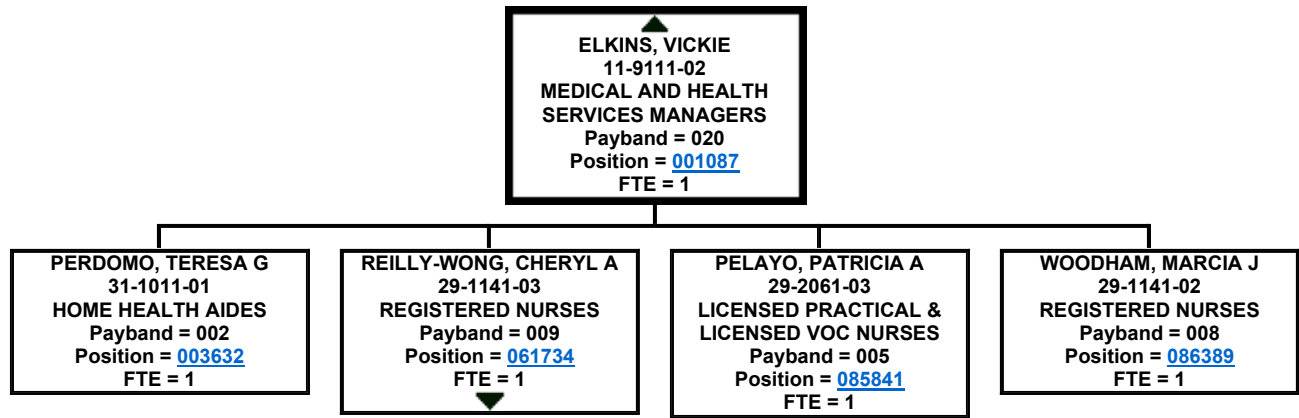 ELKINS, VICKIE
11-9111-02
MEDICAL AND HEALTH
SERVICES MANAGERS
Payband = 020
Position = 001087
FTE = 1
PERDOMO, TERESA G
31-1011-01
HOME HEALTH AIDES
Payband = 002
Position = 003632
FTE = 1
REILLY-WONG, CHERYL A
29-1141-03
REGISTERED NURSES
Payband = 009
Position = 061734
FTE = 1
PELAYO, PATRICIA A
29-2061-03
LICENSED PRACTICAL &
LICENSED VOC NURSES
Payband = 005
Position = 085841
FTE = 1
WOODHAM, MARCIA J
29-1141-02
REGISTERED NURSES
Payband = 008
Position = 086389
FTE = 1